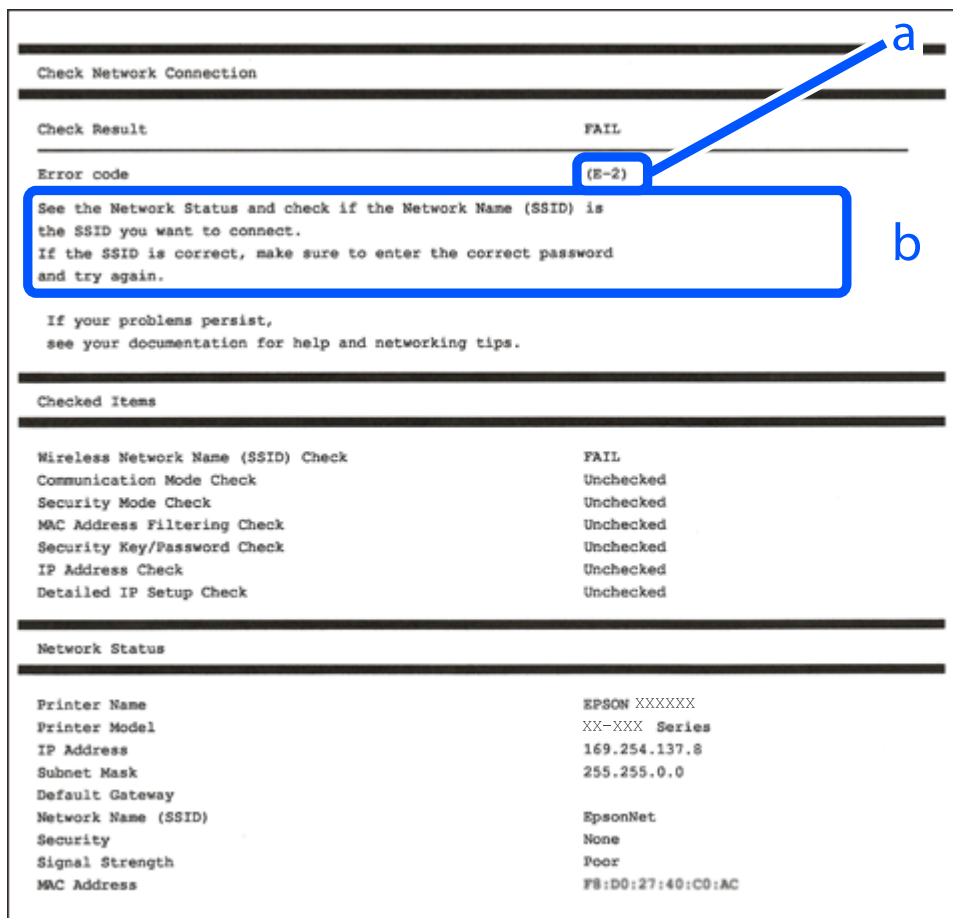 a
Check Network Connection
Check Result FAIL
Error code (E-2)
See the Network Status and check if the Network Name (SSID) is
the SSID you want to connect.
If the SSID is correct, make sure to enter the correct password
and try again.
b
If your problems persist,
see your documentation for help and networking tips.
Checked Items
Wireless Network Name (SSID) Check FAIL
Communication Mode Check Unchecked
Security Mode Check Unchecked
MAC Address Filtering Check Unchecked
Security Key/Password Check Unchecked
IP Address Check Unchecked
Detailed IP Setup Check Unchecked
Network Status
Printer Name EPSON XXXXXX
Printer Model XX-XXX Series
IP Address 169.254.137.8
Subnet Mask 255.255.0.0
Default Gateway
Network Name (SSID) EpsonNet
Security None
Signal Strength Poor
MAC Address F8:D0:27:40:C0:AC